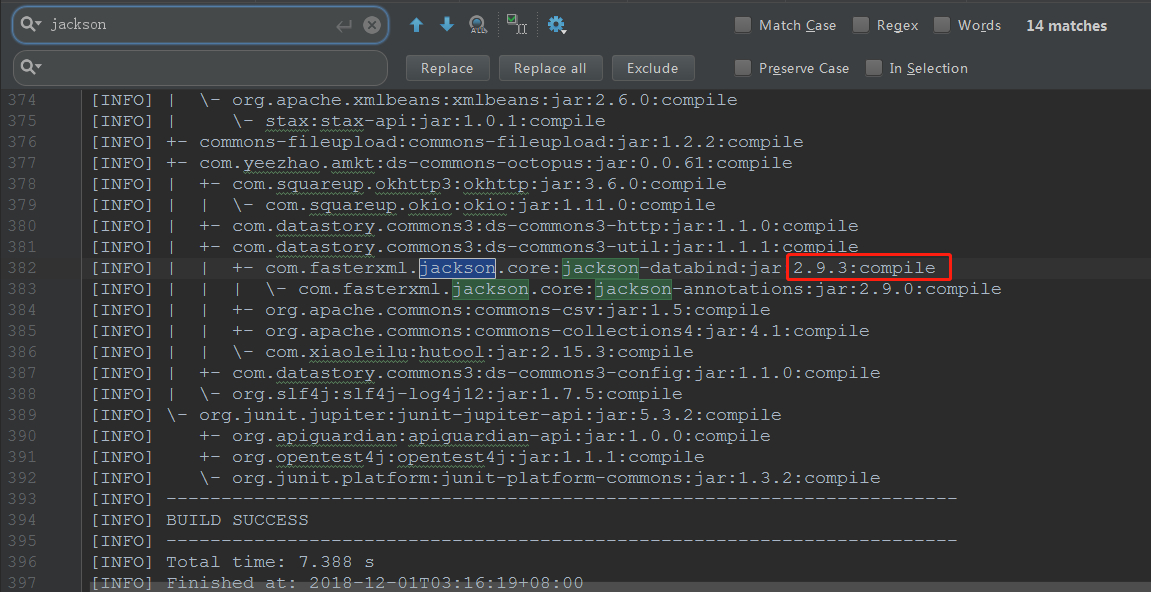 jackson
Match Case Regex Words 14 matches
Replace Replace all Exclude Preserve Case In Selection
374 [INFO] | \- org.apache.xmlbeans:xmlbeans:jar:2.6.0:compile
375 [INFO] | \- stax:stax-api:jar:1.0.1:compile
376 [INFO] +- commons-fileupload:commons-fileupload:jar:1.2.2:compile
377 [INFO] +- com.yeezhao.amkt:ds-commons-octopus:jar:0.0.61:compile
378 [INFO] | +- com.squareup.okhttp3:okhttp:jar:3.6.0:compile
379 [INFO] | | \- com.squareup.okio:okio:jar:1.11.0:compile
380 [INFO] | +- com.datastory.commons3:ds-commons3-http:jar:1.1.0:compile
381 [INFO] | +- com.datastory.commons3:ds-commons3-util:jar:1.1.1:compile
382 [INFO] | | +- com.fasterxml.jackson.core:jackson-databind:jar 2.9.3:compile
383 [INFO] | | | \- com.fasterxml.jackson.core:jackson-annotations:jar:2.9.0:compile
384 [INFO] | | +- org.apache.commons:commons-csv:jar:1.5:compile
385 [INFO] | | +- org.apache.commons:commons-collections4:jar:4.1:compile
386 [INFO] | | \- com.xiaoleilu:hutool:jar:2.15.3:compile
387 [INFO] | +- com.datastory.commons3:ds-commons3-config:jar:1.1.0:compile
388 [INFO] | \- org.slf4j:slf4j-log4j12:jar:1.7.5:compile
389 [INFO] \- org.junit.jupiter:junit-jupiter-api:jar:5.3.2:compile
390 [INFO] +- org.apiguardian:apiguardian-api:jar:1.0.0:compile
391 [INFO] +- org.opentest4j:opentest4j:jar:1.1.1:compile
392 [INFO] \- org.junit.platform:junit-platform-commons:jar:1.3.2:compile
393 [INFO] ------------------------------------------------------------------------
394 [INFO] BUILD SUCCESS
395 [INFO] ------------------------------------------------------------------------
396 [INFO] Total time: 7.388 s
397 [INFO] Finished at: 2018-12-01T03:16:19+08:00